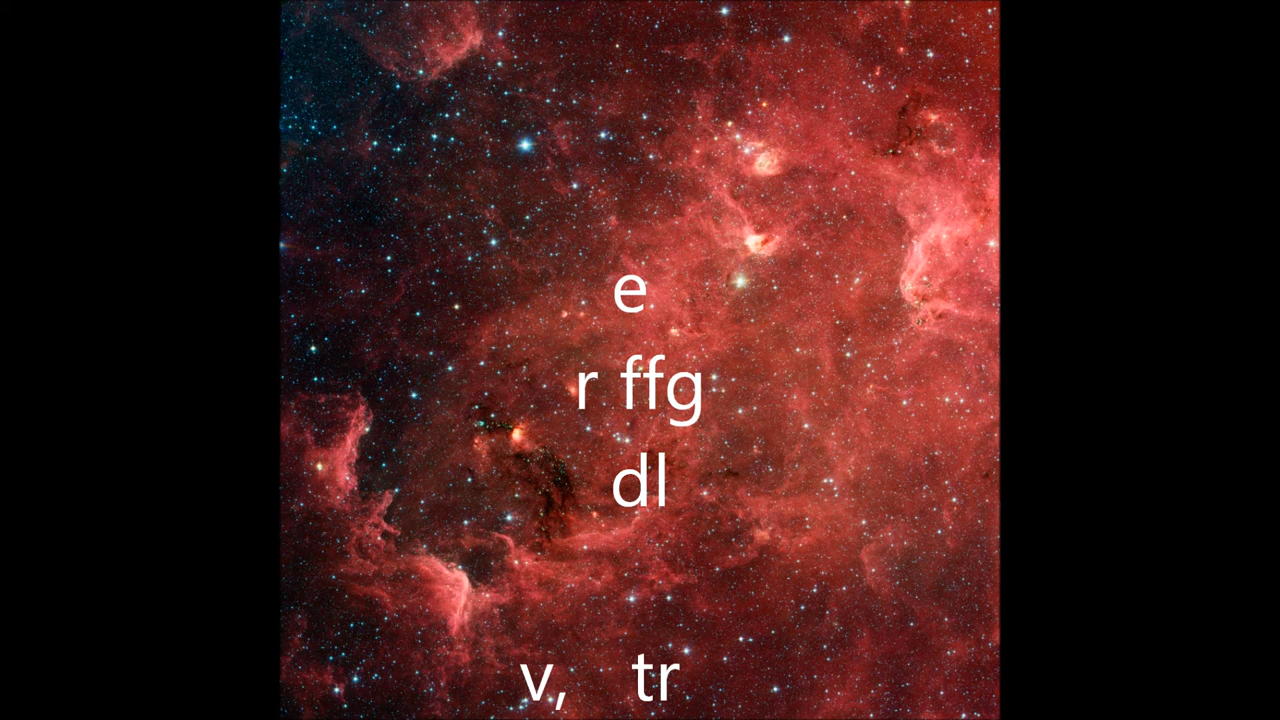 e
r ffg
dl
v, tr